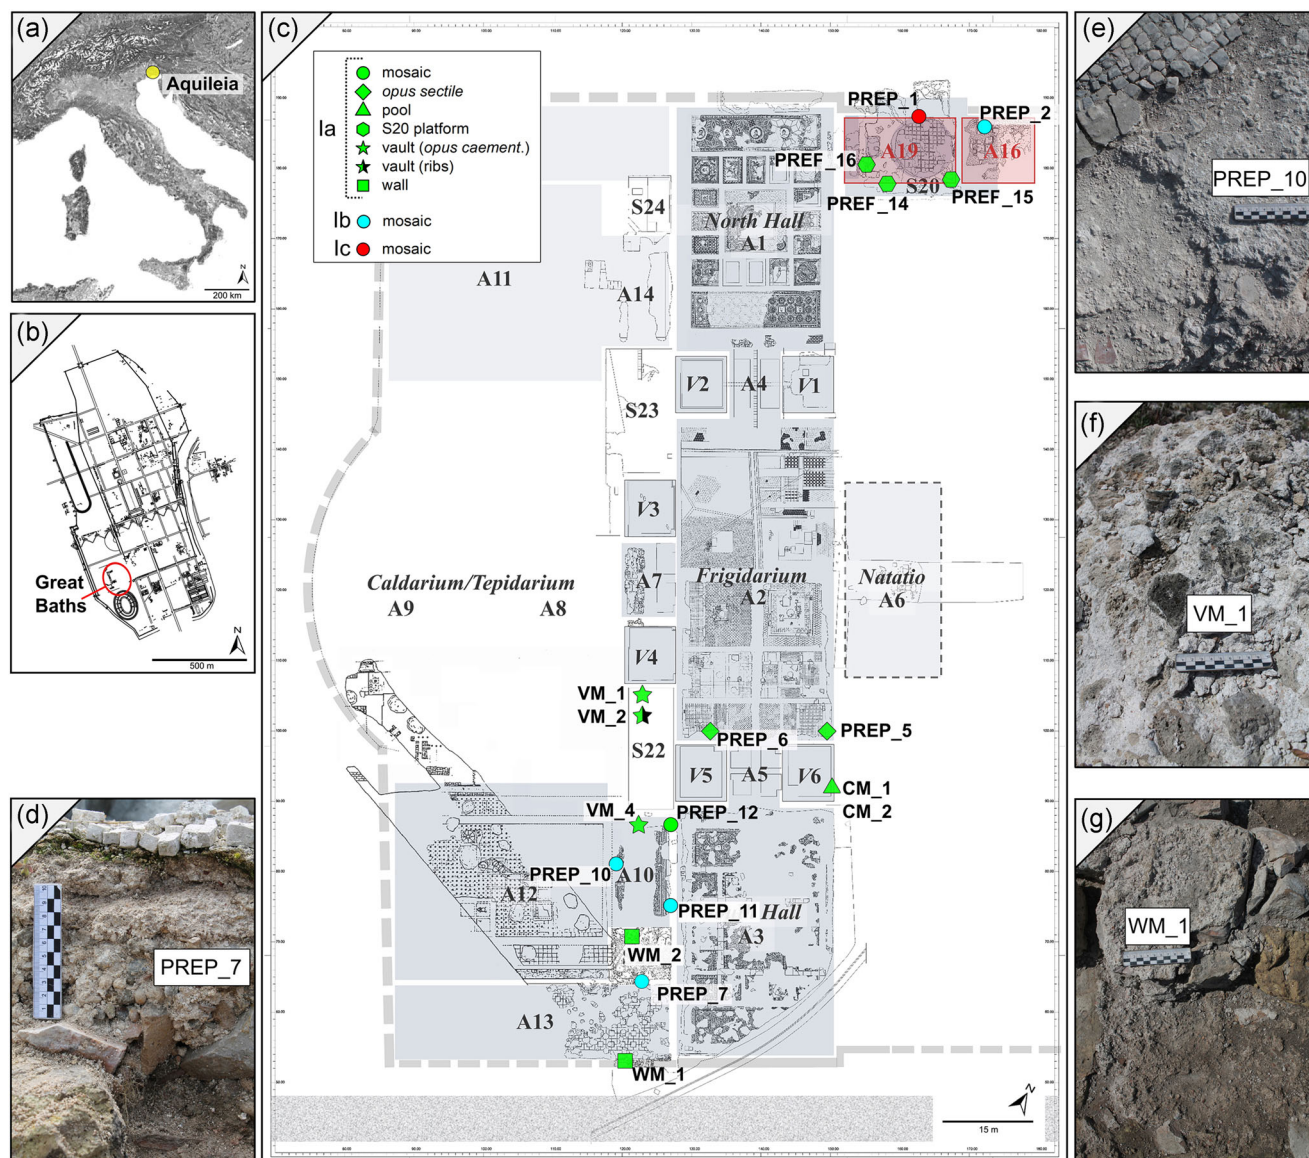 (a)
Aquileia
N
200 km
(b)
Great
Baths
N
500 m
(c)
Ia
mosaic
opus sectile
pool
S20 platform
vault (opus caement.)
vault (ribs)
wall
Ib
mosaic
Ic
mosaic
PREP_1
PREP_2
A19
A16
PREF_16
S20
PREF_14
PREF_15
S24
North Hall
A1
A11
A14
V2
A4
V1
S23
V3
Caldarium/Tepidarium
A9
A8
A7
Frigidarium
A2
Natatio
A6
V4
VM_1
VM_2
S22
PREP_6
PREP_5
V5
A5
V6
CM_1
CM_2
VM_4
PREP_12
PREP_10
A10
A12
PREP_11
Hall
A3
WM_2
PREP_7
A13
WM_1
N
15 m
(d)
PREP_7
(e)
PREP_10
(f)
VM_1
(g)
WM_1